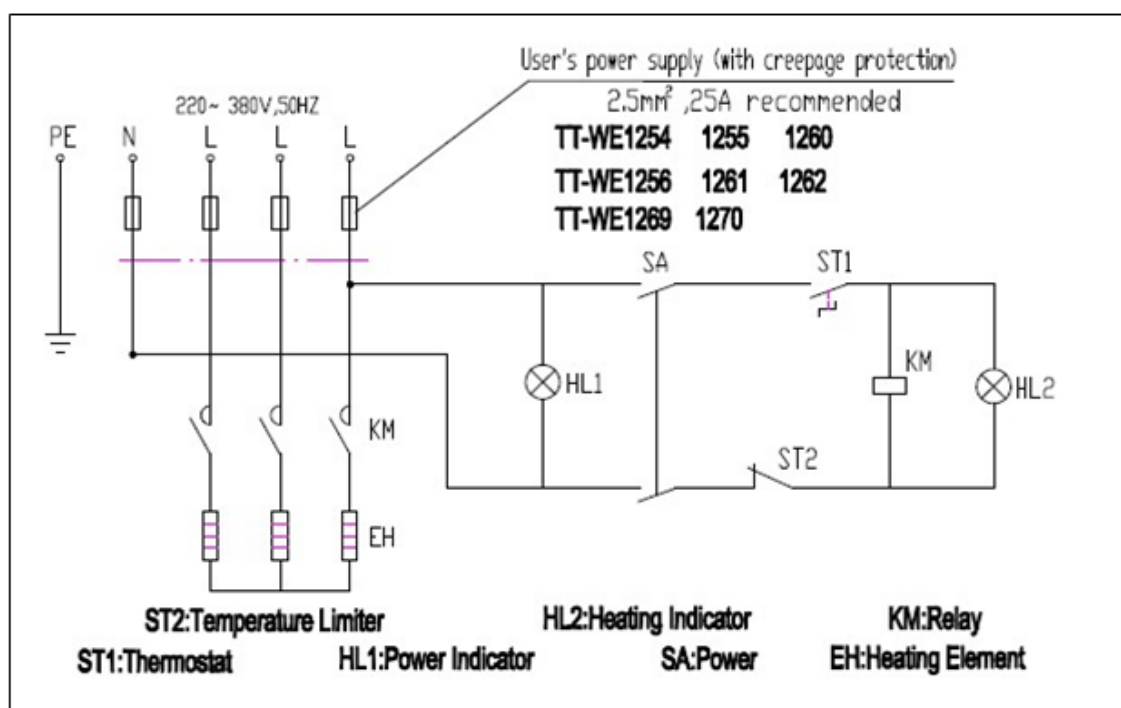 User's power supply (with creepage protection)
220~ 380V,50HZ
2.5mm² ,25A recommended
PE N L L L
TT-WE1254 1255 1260
TT-WE1256 1261 1262
TT-WE1269 1270
SA ST1
HL1 KM HL2
KM
ST2
EH
ST2:Temperature Limiter HL2:Heating Indicator KM:Relay
ST1:Thermostat HL1:Power Indicator SA:Power EH:Heating Element